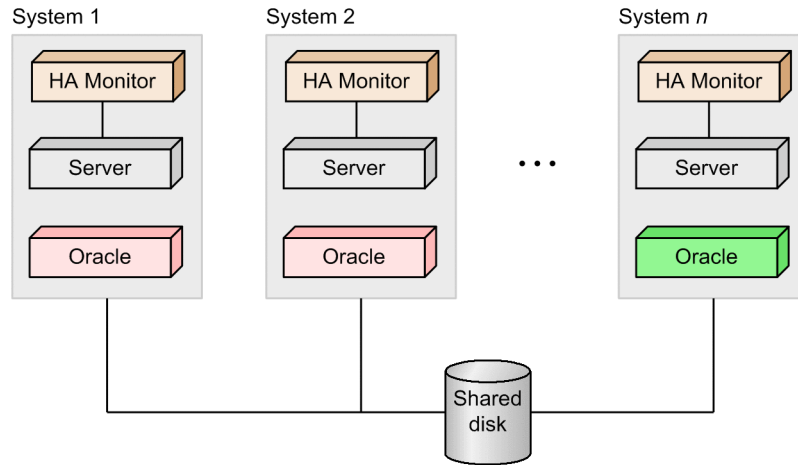 System 1
System 2
System n
HA Monitor
HA Monitor
HA Monitor
Server
Server
Server
...
Oracle
Oracle
Oracle
Shared
disk